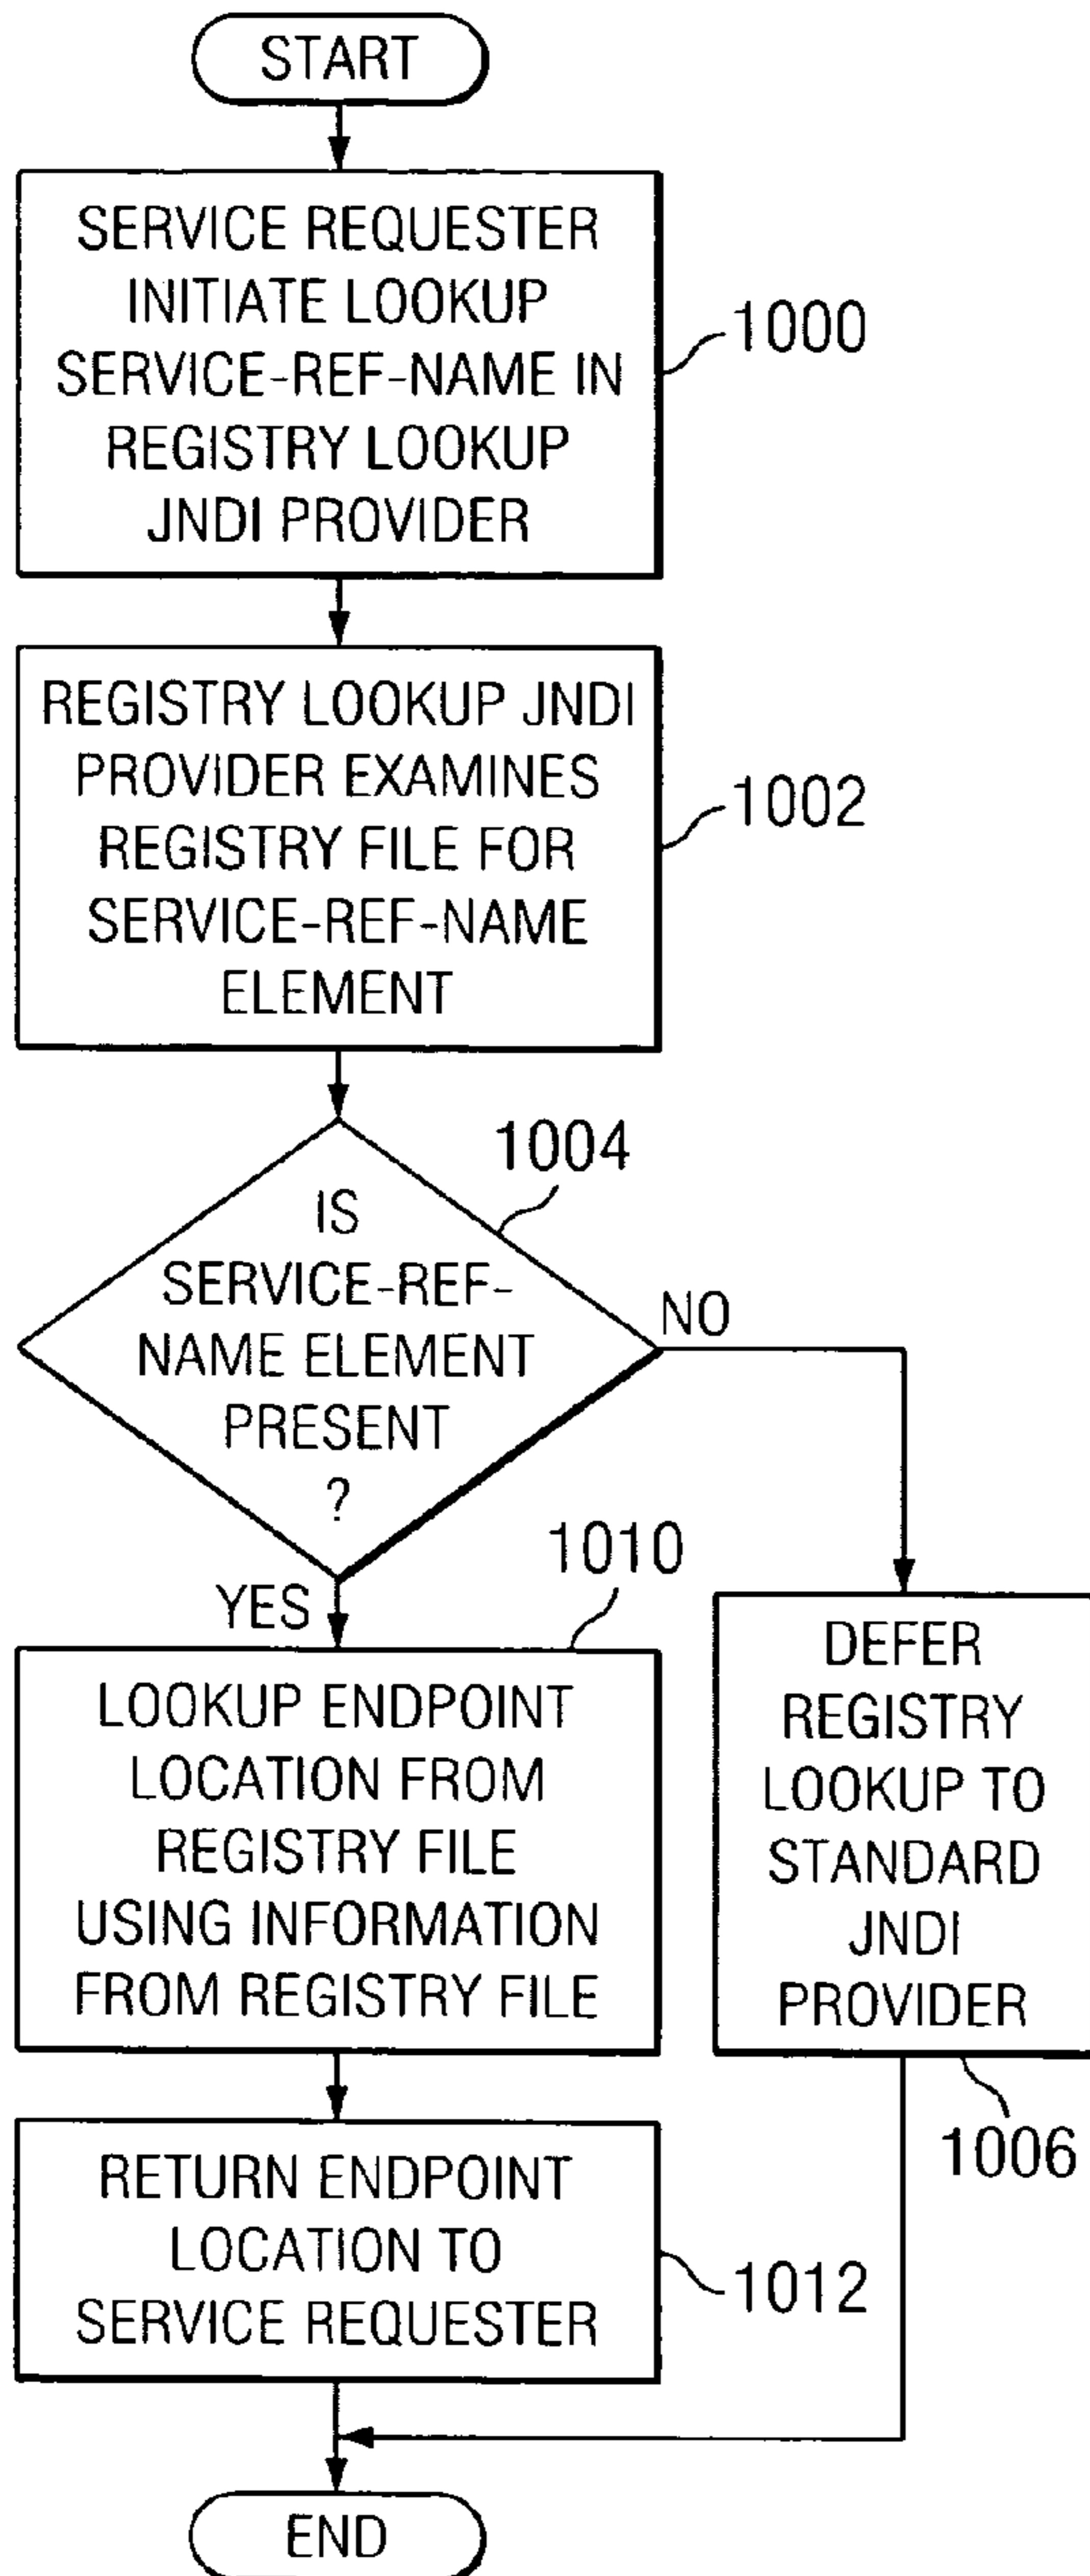 START
SERVICE REQUESTER
INITIATE LOOKUP
SERVICE-REF-NAME IN
REGISTRY LOOKUP
JNDI PROVIDER
1000
REGISTRY LOOKUP JNDI
PROVIDER EXAMINES
REGISTRY FILE FOR
SERVICE-REF-NAME
ELEMENT
1002
1004
IS
SERVICE-REF-
NAME ELEMENT
PRESENT
?
NO
YES
1010
LOOKUP ENDPOINT
LOCATION FROM
REGISTRY FILE
USING INFORMATION
FROM REGISTRY FILE
DEFER
REGISTRY
LOOKUP TO
STANDARD
JNDI
PROVIDER
1006
RETURN ENDPOINT
LOCATION TO
SERVICE REQUESTER
1012
END